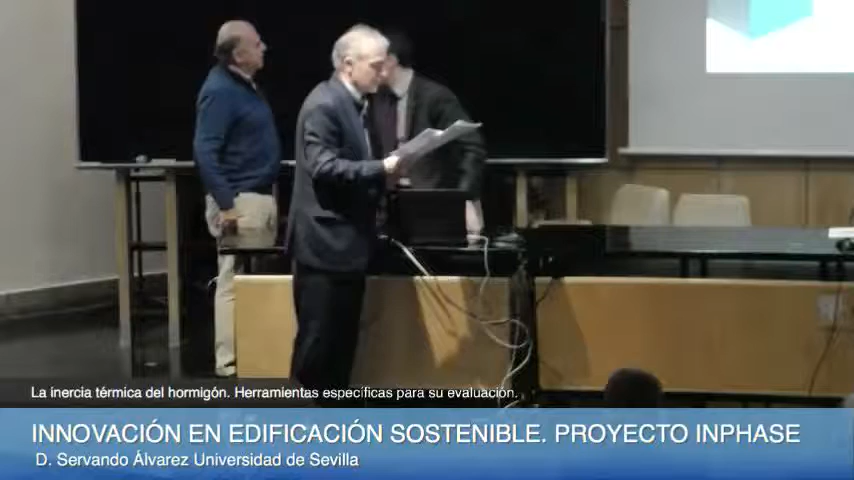 La inercia térmica del hormigón. Herramientas específicas para su evaluación.
INNOVACIÓN EN EDIFICACIÓN SOSTENIBLE. PROYECTO INPHASE
D. Servando Álvarez Universidad de Sevilla